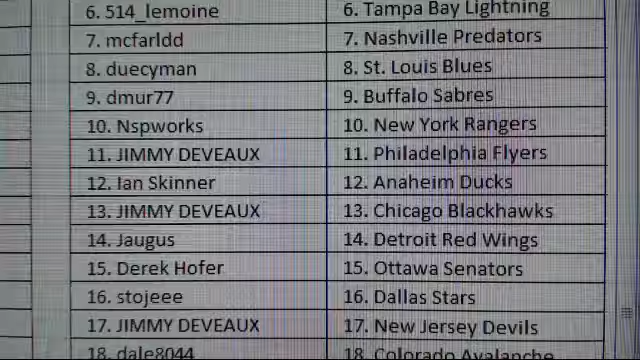 6. 514_lemoine 6. Tampa Bay Lightning
7. mcfarldd 7. Nashville Predators
8. duecyman 8. St. Louis Blues
9. dmur77 9. Buffalo Sabres
10. Nspworks 10. New York Rangers
11. JIMMY DEVEAUX 11. Philadelphia Flyers
12. Ian Skinner 12. Anaheim Ducks
13. JIMMY DEVEAUX 13. Chicago Blackhawks
14. Jaugus 14. Detroit Red Wings
15. Derek Hofer 15. Ottawa Senators
16. stojeee 16. Dallas Stars
17. JIMMY DEVEAUX 17. New Jersey Devils
18. dale8044 18. Colorado Avalanche